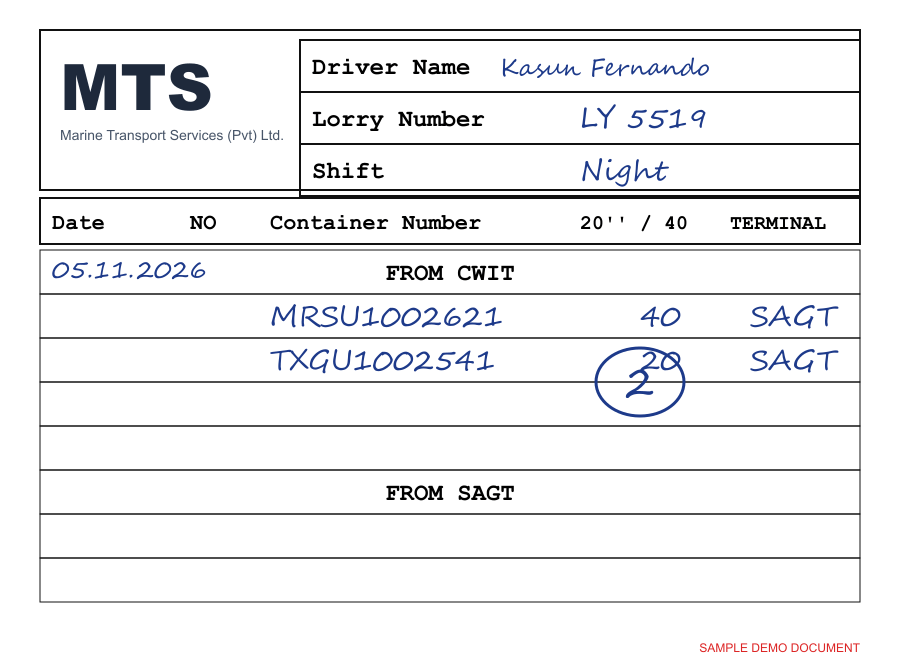 MTS
Marine Transport Services (Pvt) Ltd.
Driver Name Kasun Fernando
Lorry Number LY 5519
Shift Night
Date NO Container Number 20'' / 40 TERMINAL
05.11.2026 FROM CWIT
MRSU1002621 40 SAGT
TXGU1002541 20 SAGT
2
FROM SAGT
SAMPLE DEMO DOCUMENT